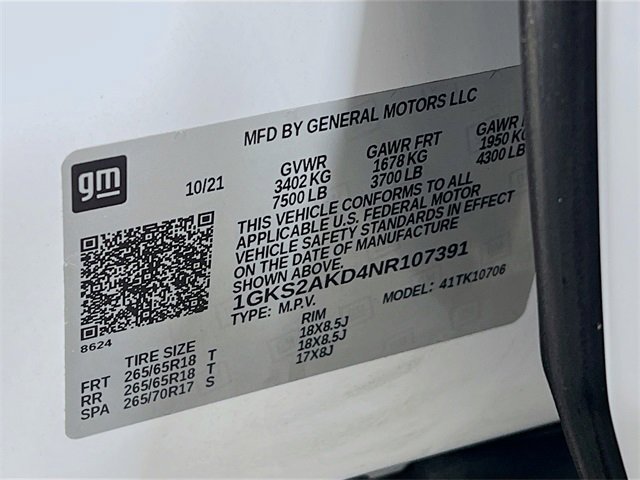 MFD BY GENERAL MOTORS LLC
gm
10/21
GVWR
3402 KG
7500 LB
GAWR FRT
1678 KG
3700 LB
GAWR
1950 KG
4300 LB
THIS VEHICLE CONFORMS TO ALL
APPLICABLE U.S. FEDERAL MOTOR
VEHICLE SAFETY STANDARDS IN EFFECT
ON THE DATE OF MANUFACTURE
SHOWN ABOVE.
1GKS2AKD4NR107391
TYPE: M.P.V. MODEL: 41TK10706
8624
TIRE SIZE RIM
FRT 265/65R18 T 18X8.5J
RR 265/65R18 T 18X8.5J
SPA 265/70R17 S 17X8J